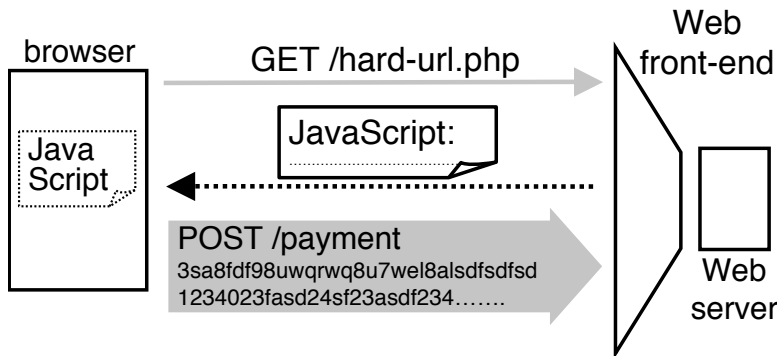 browser
GET /hard-url.php
Web
front-end
JavaScript:
Java
Script
POST /payment
3sa8fdf98uwqrwq8u7wel8alsdfsdfsd
1234023fasd24sf23asdf234…….
Web
server